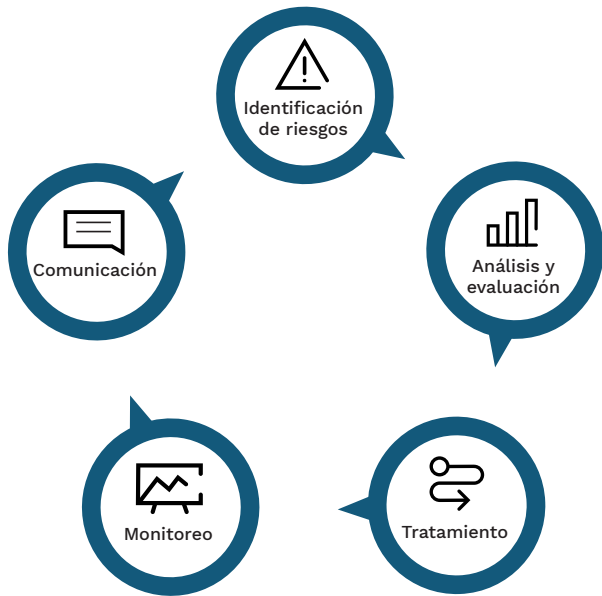 Identificación
de riesgos
Análisis y
evaluación
Tratamiento
Monitoreo
Comunicación